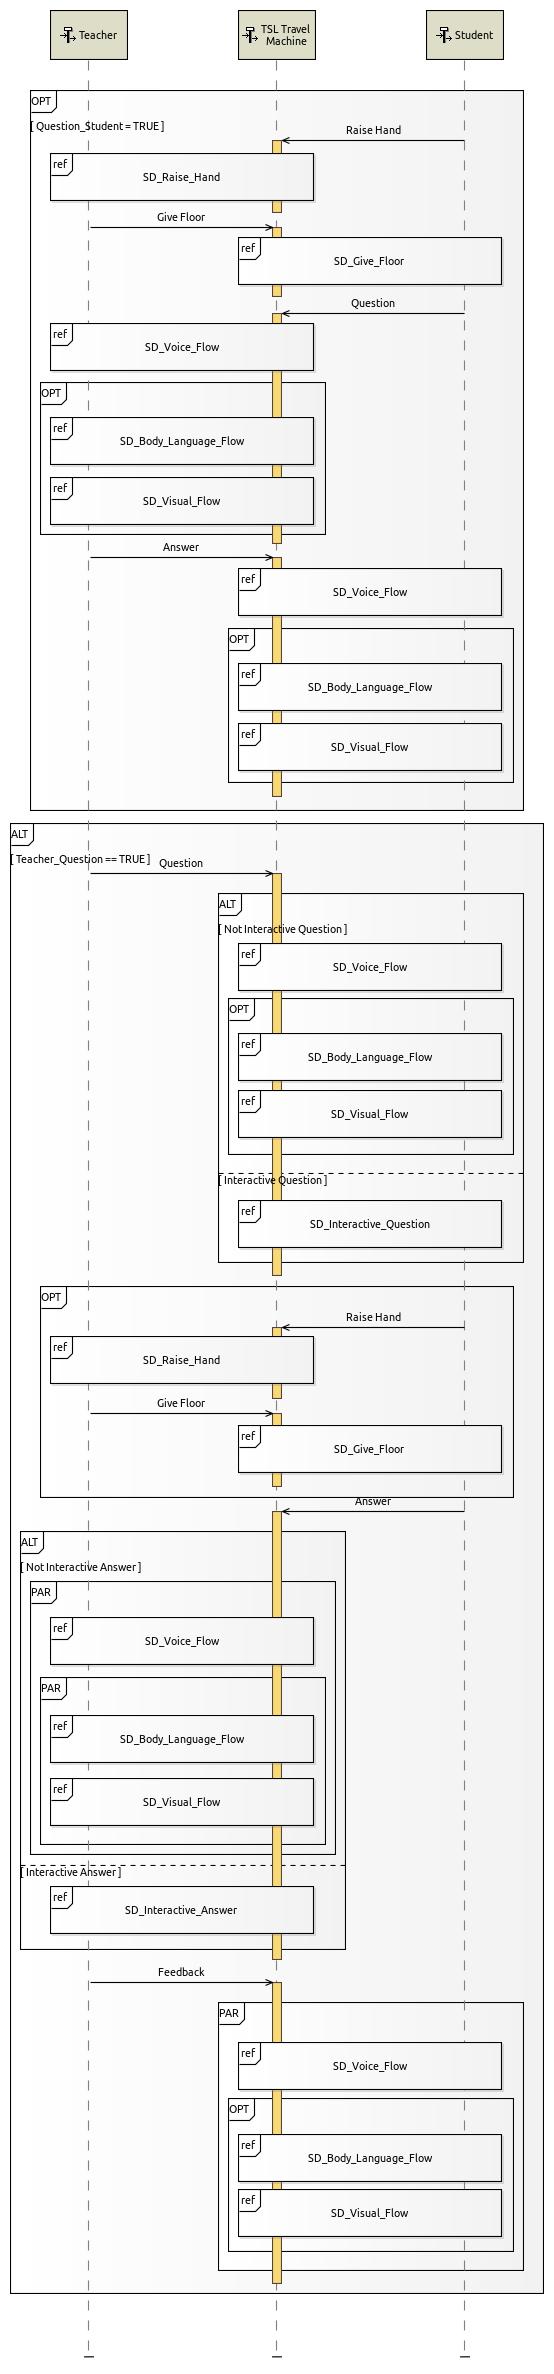 Teacher
TSL Travel
Machine
Student
OPT
[ Question_Student = TRUE ]
Raise Hand
ref
SD_Raise_Hand
Give Floor
ref
SD_Give_Floor
Question
ref
SD_Voice_Flow
OPT
ref
SD_Body_Language_Flow
ref
SD_Visual_Flow
Answer
ref
SD_Voice_Flow
OPT
ref
SD_Body_Language_Flow
ref
SD_Visual_Flow
ALT
[ Teacher_Question == TRUE ]
Question
ALT
[ Not Interactive Question ]
ref
SD_Voice_Flow
OPT
ref
SD_Body_Language_Flow
ref
SD_Visual_Flow
[ Interactive Question ]
ref
SD_Interactive_Question
OPT
Raise Hand
ref
SD_Raise_Hand
Give Floor
ref
SD_Give_Floor
Answer
ALT
[ Not Interactive Answer ]
PAR
ref
SD_Voice_Flow
PAR
ref
SD_Body_Language_Flow
ref
SD_Visual_Flow
[ Interactive Answer ]
ref
SD_Interactive_Answer
Feedback
PAR
ref
SD_Voice_Flow
OPT
ref
SD_Body_Language_Flow
ref
SD_Visual_Flow